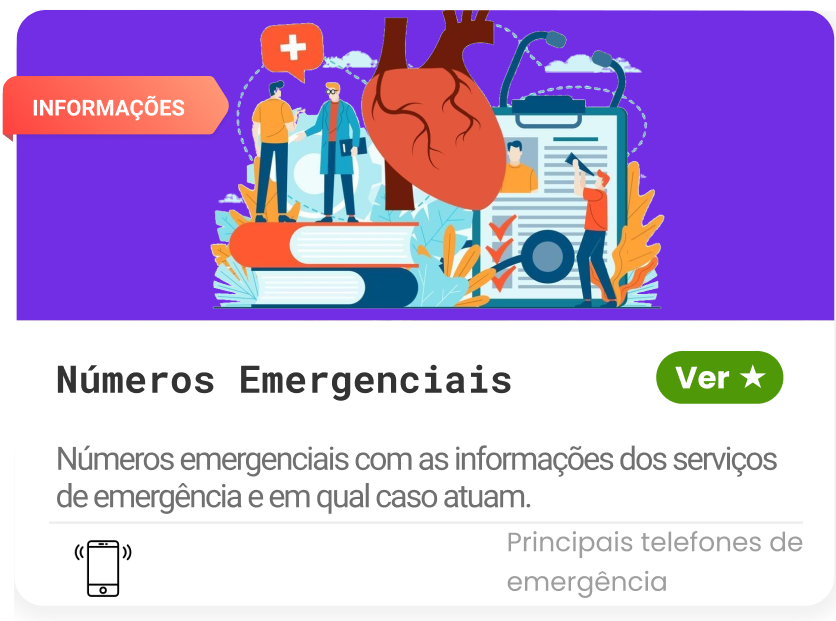 INFORMAÇÕES
Números Emergenciais
Ver ★
Números emergenciais com as informações dos serviços
de emergência e em qual caso atuam.
Principais telefones de
emergência